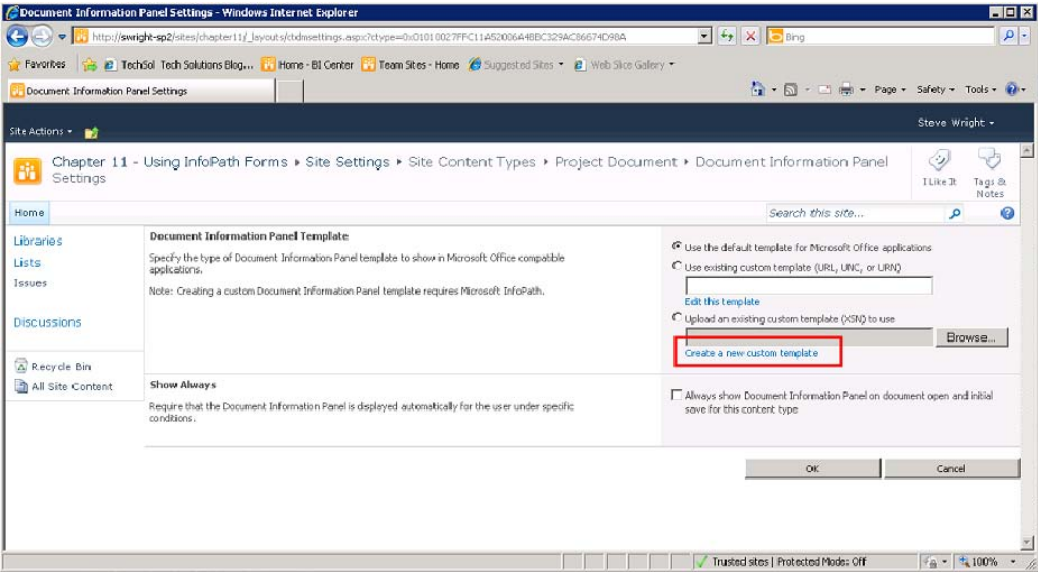 Document Information Panel Settings - Windows Internet Explorer
http://swright-sp2/sites/chapter11/_layouts/ctdmsettings.aspx?ctype=0x01010027FFC11A52006A48BC329AC86674D98A
Bing
Favorites TechSol Tech Solutions Blog... Home - BI Center Team Sites - Home Suggested Sites Web Slice Gallery
Document Information Panel Settings
Page Safety Tools
Site Actions
Steve Wright
Chapter 11 - Using InfoPath Forms Site Settings Site Content Types Project Document Document Information Panel
Settings
I Like It
Tags &
Notes
Home
Search this site...
Libraries
Lists
Issues
Discussions
Recycle Bin
All Site Content
Document Information Panel Template
Specify the type of Document Information Panel template to show in Microsoft Office compatible
applications.
Note: Creating a custom Document Information Panel template requires Microsoft InfoPath.
Use the default template for Microsoft Office applications
Use existing custom template (URL, UNC, or URN)
Edit this template
Upload an existing custom template (XSN) to use
Browse...
Create a new custom template
Show Always
Require that the Document Information Panel is displayed automatically for the user under specific
conditions.
Always show Document Information Panel on document open and initial
save for this content type
OK
Cancel
Trusted sites | Protected Mode: Off
100%